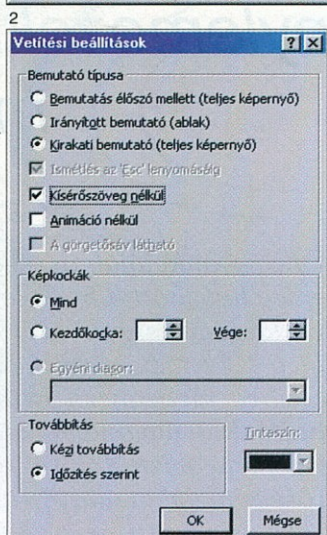 2
Vetítési beállítások
Bemutató típusa
Bemutatás élőszó mellett (teljes képernyő)
Irányított bemutató (ablak)
Kirakati bemutató (teljes képernyő)
Ismétlés az 'Esc' lenyomásáig
Kísérőszöveg nélkül
Animáció nélkül
A görgetősáv látható
Képkockák
Mind
Kezdőkocka: Vége:
Egyéni diasor:
Továbbítás
Kézi továbbítás
Időzítés szerint
Tintaszín:
OK Mégse